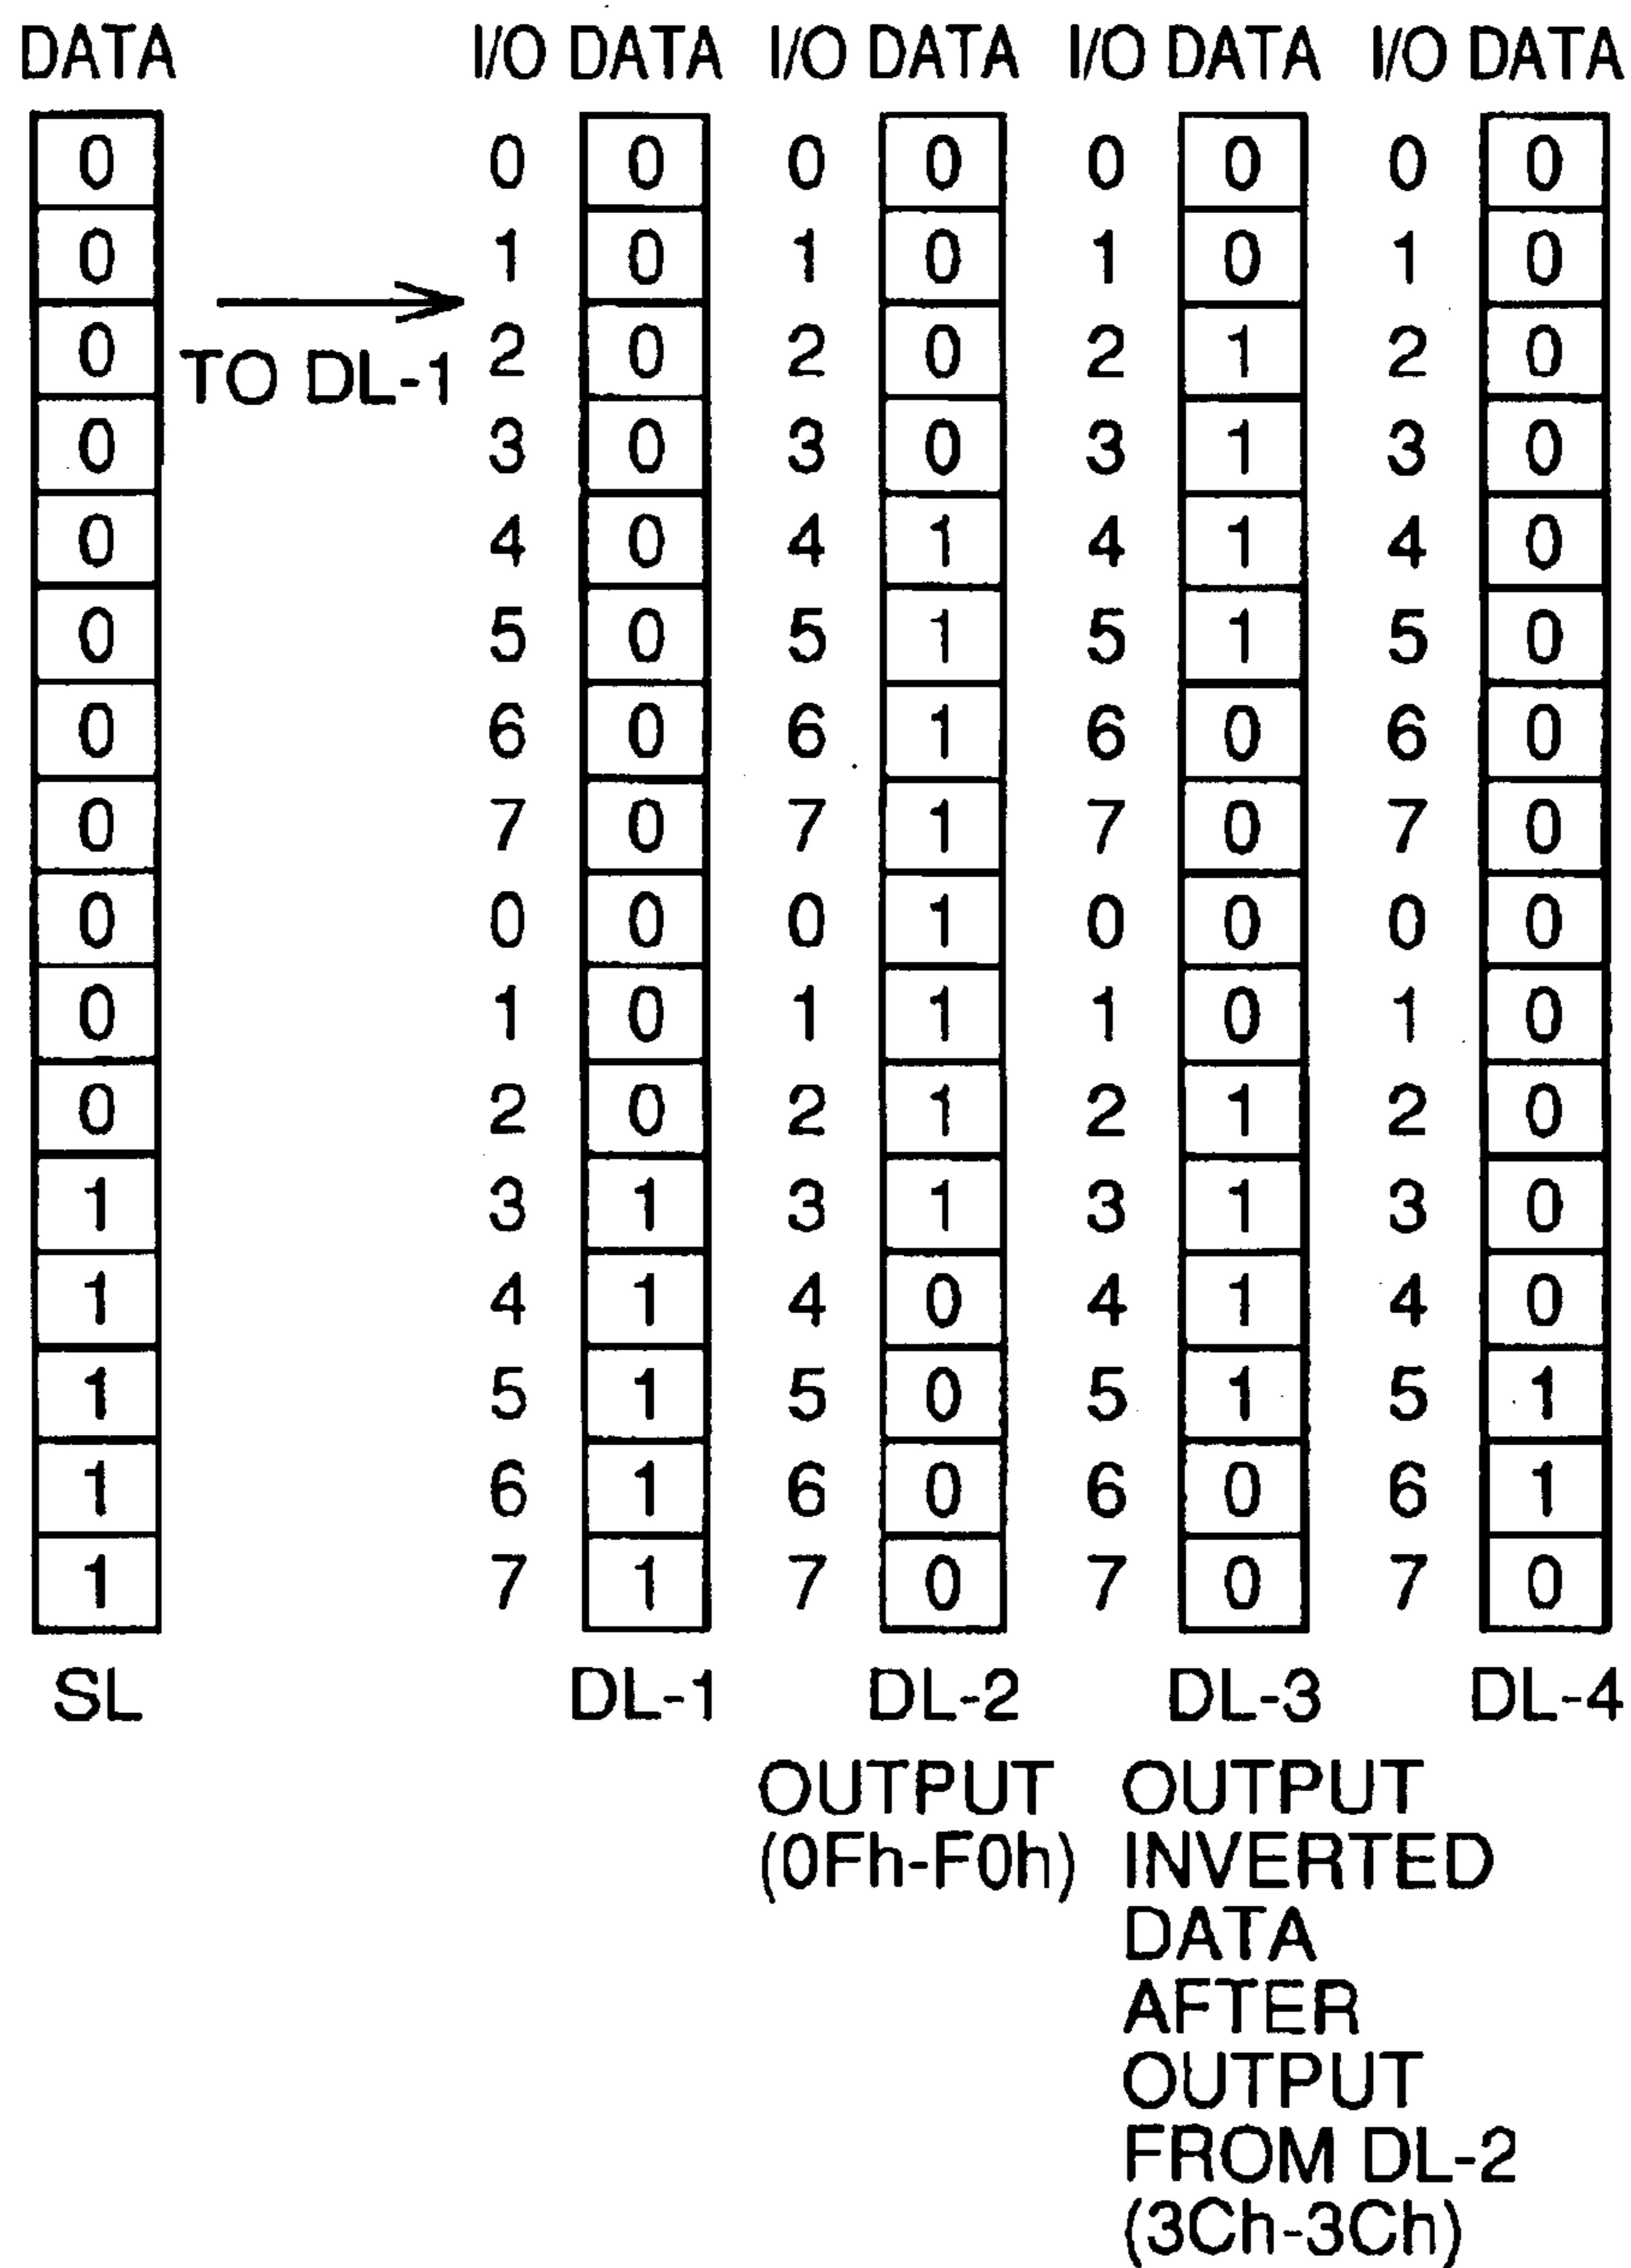 DATA I/O DATA I/O DATA I/O DATA I/O DATA
0 0 0 0 0 0 0 0 0
0 1 0 1 0 1 0 1 0
0 2 0 2 0 2 1 2 0
TO DL-1
0 3 0 3 0 3 1 3 0
0 4 0 4 1 4 1 4 0
0 5 0 5 1 5 1 5 0
0 6 0 6 1 6 0 6 0
0 7 0 7 1 7 0 7 0
0 0 0 0 1 0 0 0 0
0 1 0 1 1 1 0 1 0
0 2 0 2 1 2 1 2 0
1 3 1 3 1 3 1 3 0
1 4 1 4 0 4 1 4 0
1 5 1 5 0 5 1 5 1
1 6 1 6 0 6 0 6 1
1 7 1 7 0 7 0 7 0
SL DL-1 DL-2 DL-3 DL-4
OUTPUT
(0Fh-F0h)
OUTPUT
INVERTED
DATA
AFTER
OUTPUT
FROM DL-2
(3Ch-3Ch)